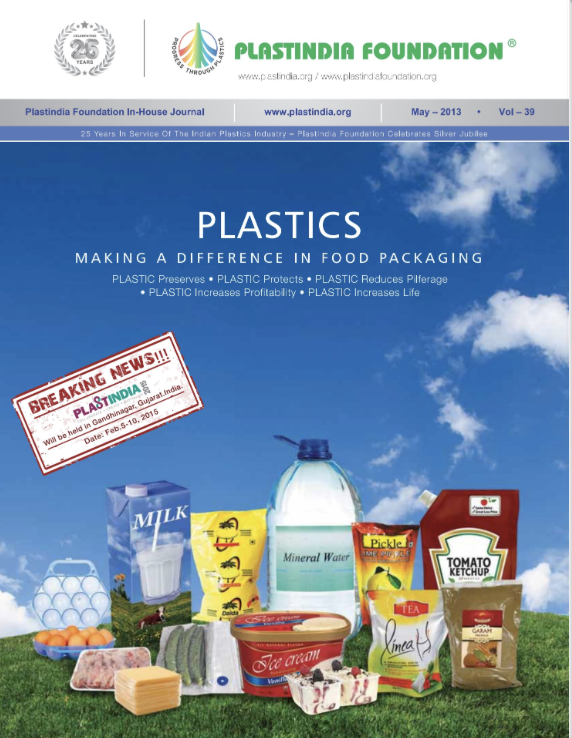 CELEBRATING
25
YEARS
PROGRESS THROUGH PLASTICS
PLASTINDIA FOUNDATION®
www.plastindia.org / www.plastindiafoundation.org
Plastindia Foundation In-House Journal
www.plastindia.org
May – 2013 • Vol – 39
25 Years In Service Of The Indian Plastics Industry – Plastindia Foundation Celebrates Silver Jubilee
PLASTICS
MAKING A DIFFERENCE IN FOOD PACKAGING
PLASTIC Preserves • PLASTIC Protects • PLASTIC Reduces Pilferage
• PLASTIC Increases Profitability • PLASTIC Increases Life
BREAKING NEWS!!!
PLASTINDIA 2015
Will be held in Gandhinagar, Gujarat.India.
Date: Feb.5-10, 2015
MILK
Dalda
Mineral Water
Pickle
TOMATO
KETCHUP
TEA
GARAM
Ice cream
Ice cream
Vanilla